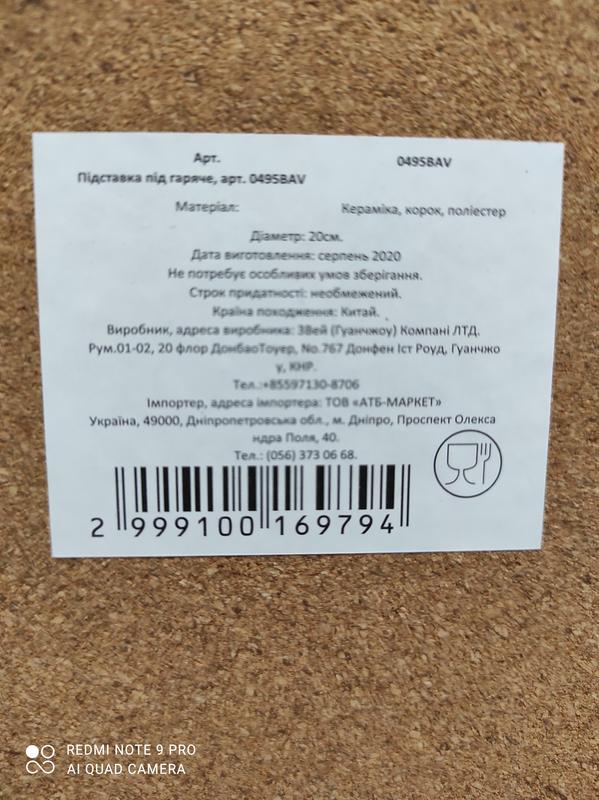 Арт. 0495BAV
Підставка під гаряче, арт. 0495BAV
Матеріал: Кераміка, корок, поліестер
Діаметр: 20см.
Дата виготовлення: серпень 2020
Не потребує особливих умов зберігання.
Строк придатності: необмежений.
Країна походження: Китай.
Виробник, адреса виробника: 3Вей (Гуанчжоу) Компані ЛТД.
Рум.01-02, 20 флор ДонбаоТоуер, No.767 Донфен Іст Роуд, Гуанчжо
у, КНР.
Тел.:+85597130-8706
Імпортер, адреса імпортера: ТОВ «АТБ-МАРКЕТ»
Україна, 49000, Дніпропетровська обл., м. Дніпро, Проспект Олекса
ндра Поля, 40.
Тел.: (056) 373 06 68.
2 999100 169794
REDMI NOTE 9 PRO
AI QUAD CAMERA